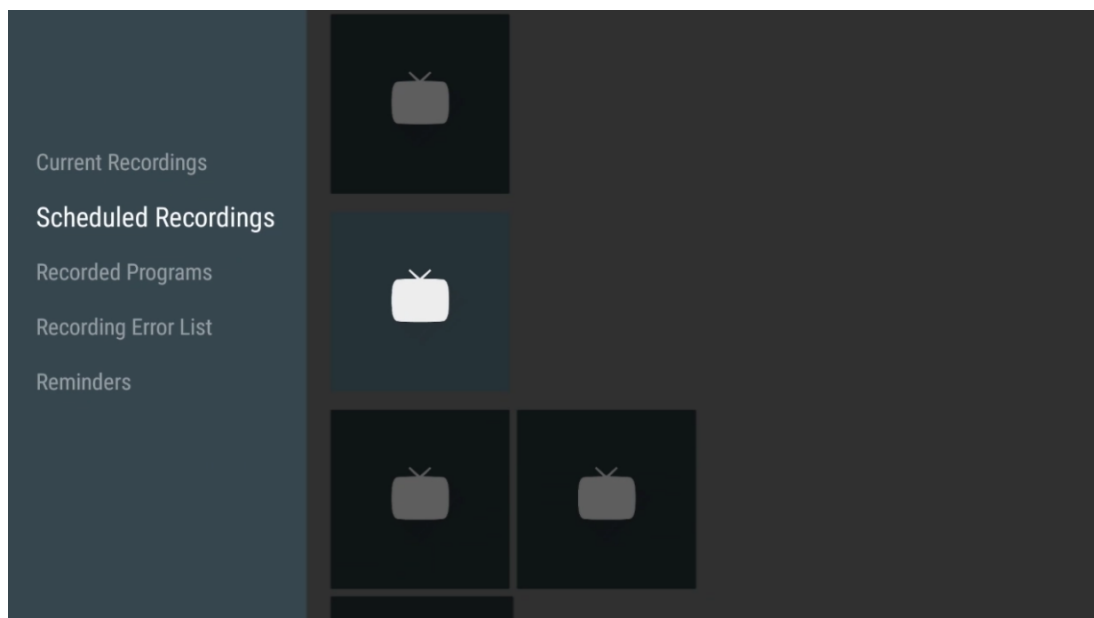 Current Recordings
Scheduled Recordings
Recorded Programs
Recording Error List
Reminders